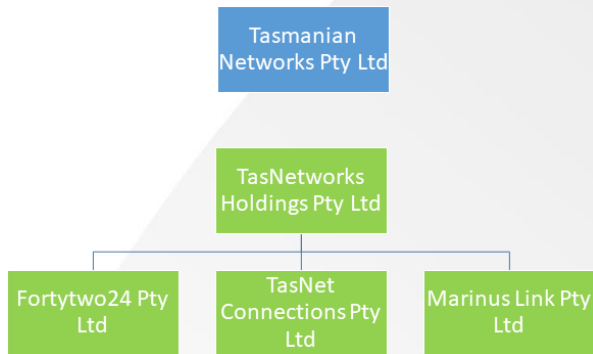 Tasmanian
Networks Pty Ltd
TasNetworks
Holdings Pty Ltd
Fortytwo24 Pty
Ltd
TasNet
Connections Pty
Ltd
Marinus Link Pty
Ltd